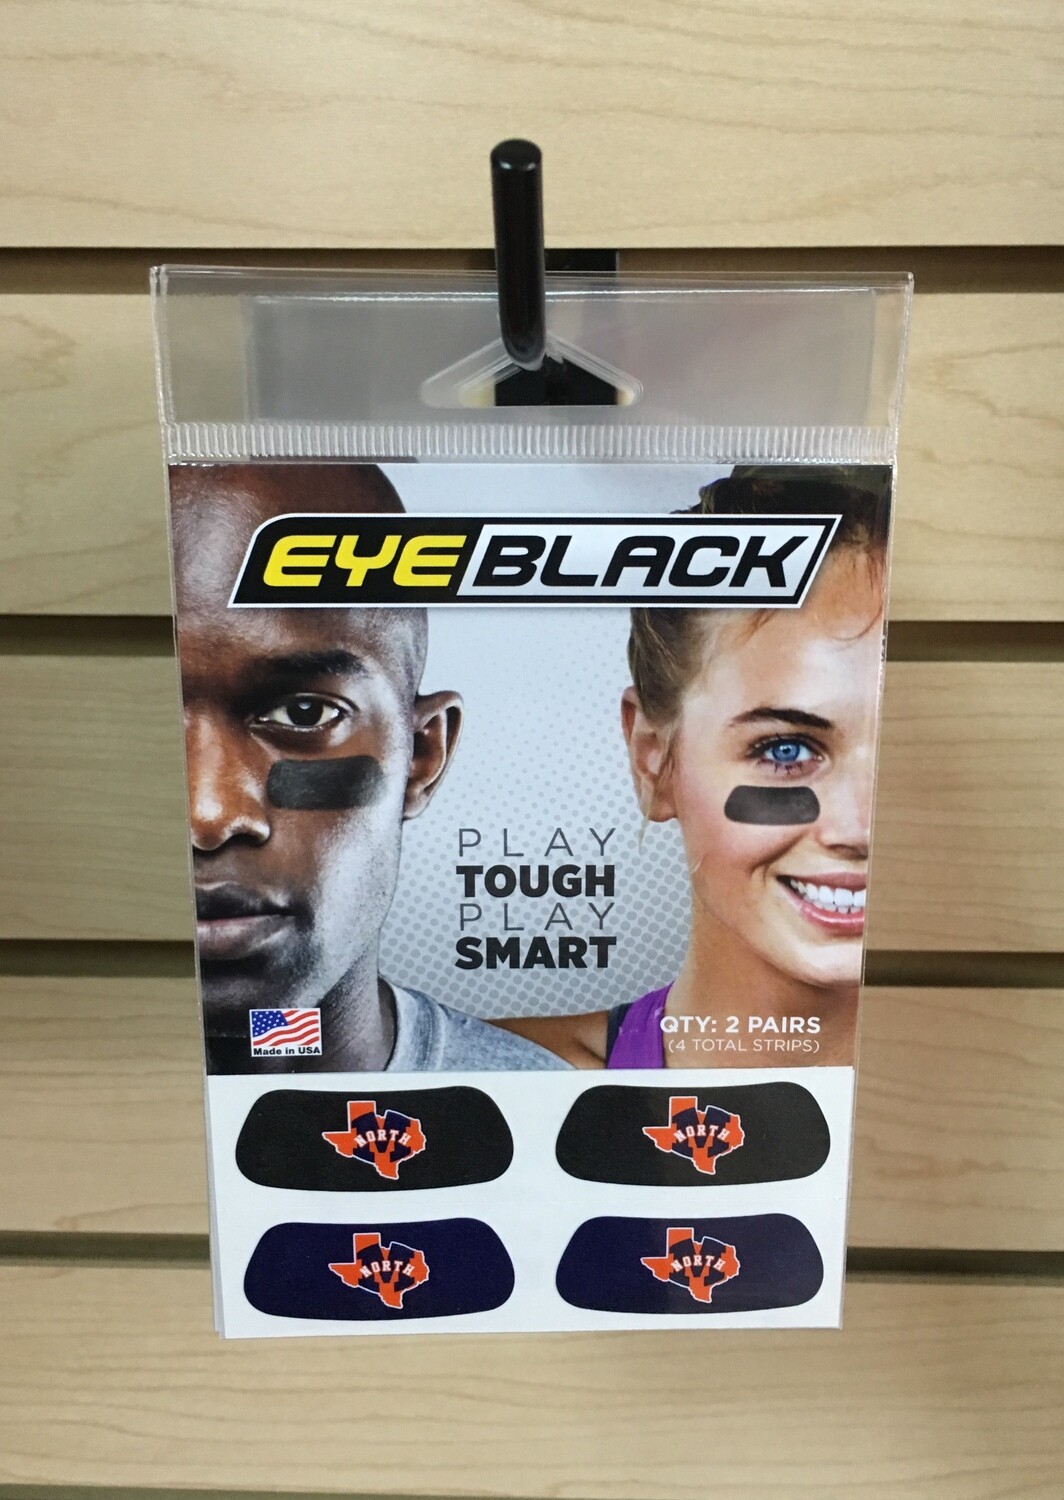 EYEBLACK
PLAY
TOUGH
PLAY
SMART
Made in USA
QTY: 2 PAIRS
(4 TOTAL STRIPS)
NORTH
NORTH
NORTH
NORTH